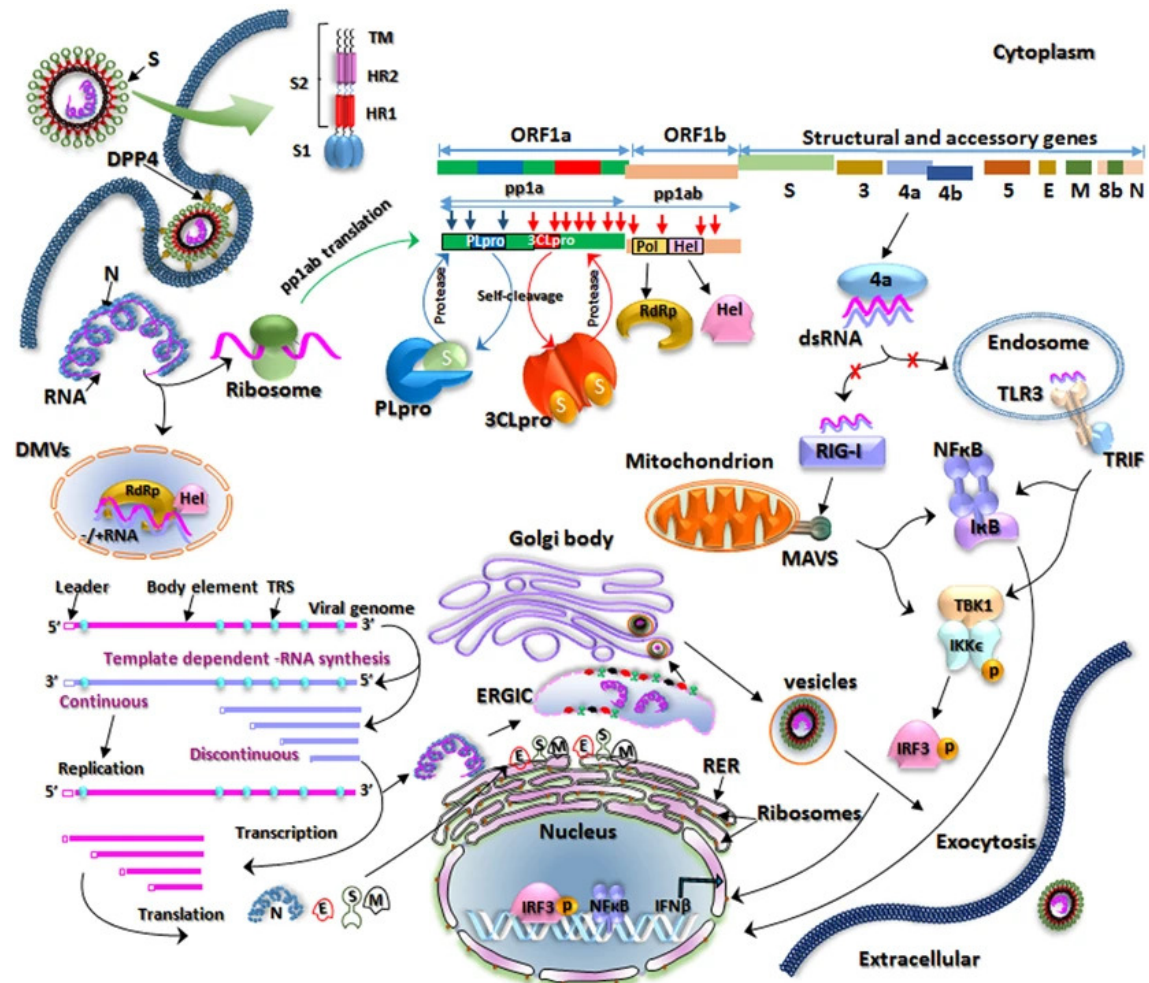 S
TM
S2
HR2
HR1
S1
Cytoplasm
DPP4
ORF1a
ORF1b
Structural and accessory genes
S
3
4a
4b
5
E
M
8b
N
pp1a
pp1ab
pp1ab translation
PLpro
3CLpro
Pol
Hel
Protease
Self-cleavage
Protease
N
RNA
Ribosome
S
PLpro
S
S
3CLpro
RdRp
Hel
4a
dsRNA
Endosome
TLR3
TRIF
RIG-I
NFκB
IκB
Mitochondrion
MAVS
DMVs
RdRp
Hel
-/+RNA
Golgi body
TBK1
IKKϵ
P
IRF3
P
Leader
Body element
TRS
Viral genome
5’
3’
Template dependent -RNA synthesis
3’
5’
Continuous
Discontinuous
Replication
5’
3’
Transcription
Translation
N
E
S
M
ERGIC
vesicles
E
S
M
E
S
M
RER
Ribosomes
Nucleus
IRF3
P
NFκB
IFNβ
Exocytosis
Extracellular